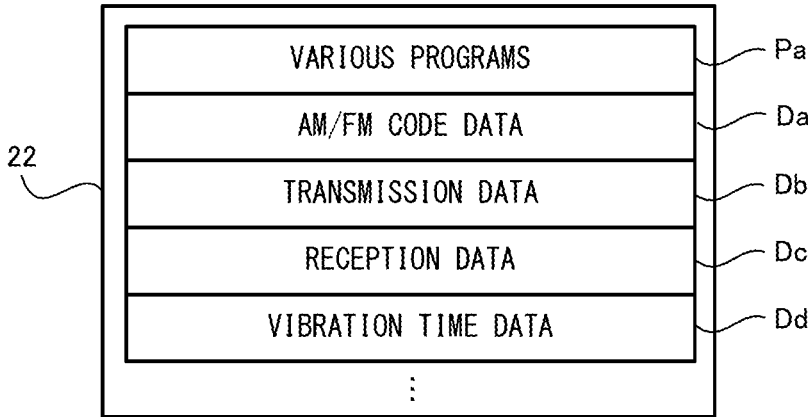 VARIOUS PROGRAMS Pa
AM/FM CODE DATA Da
22
TRANSMISSION DATA Db
RECEPTION DATA Dc
VIBRATION TIME DATA Dd
⋮